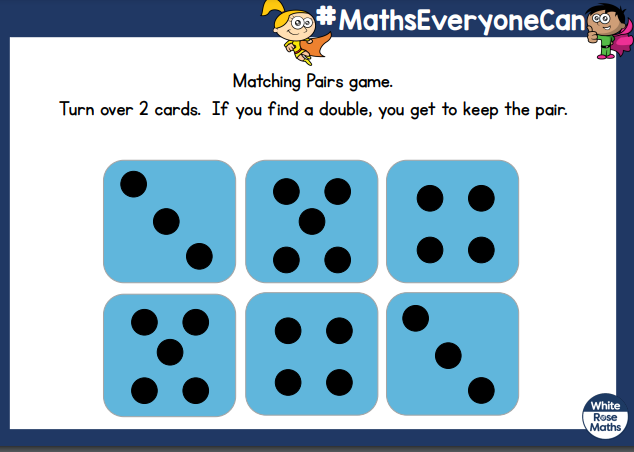 #MathsEveryoneCan
Matching Pairs game.
Turn over 2 cards.  If you find a double, you get to keep the pair.
White
Rose
Maths